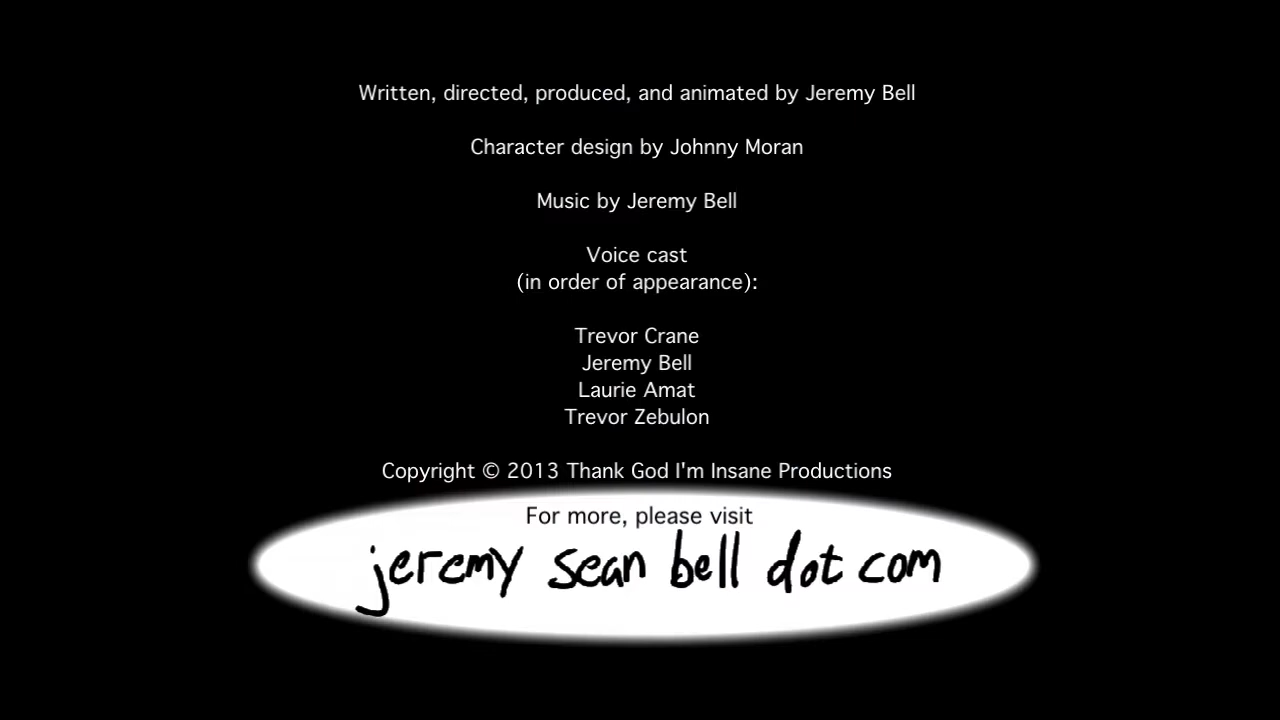 Written, directed, produced, and animated by Jeremy Bell
Character design by Johnny Moran
Music by Jeremy Bell
Voice cast
(in order of appearance):
Trevor Crane
Jeremy Bell
Laurie Amat
Trevor Zebulon
Copyright © 2013 Thank God I'm Insane Productions
For more, please visit
jeremy sean bell dot com